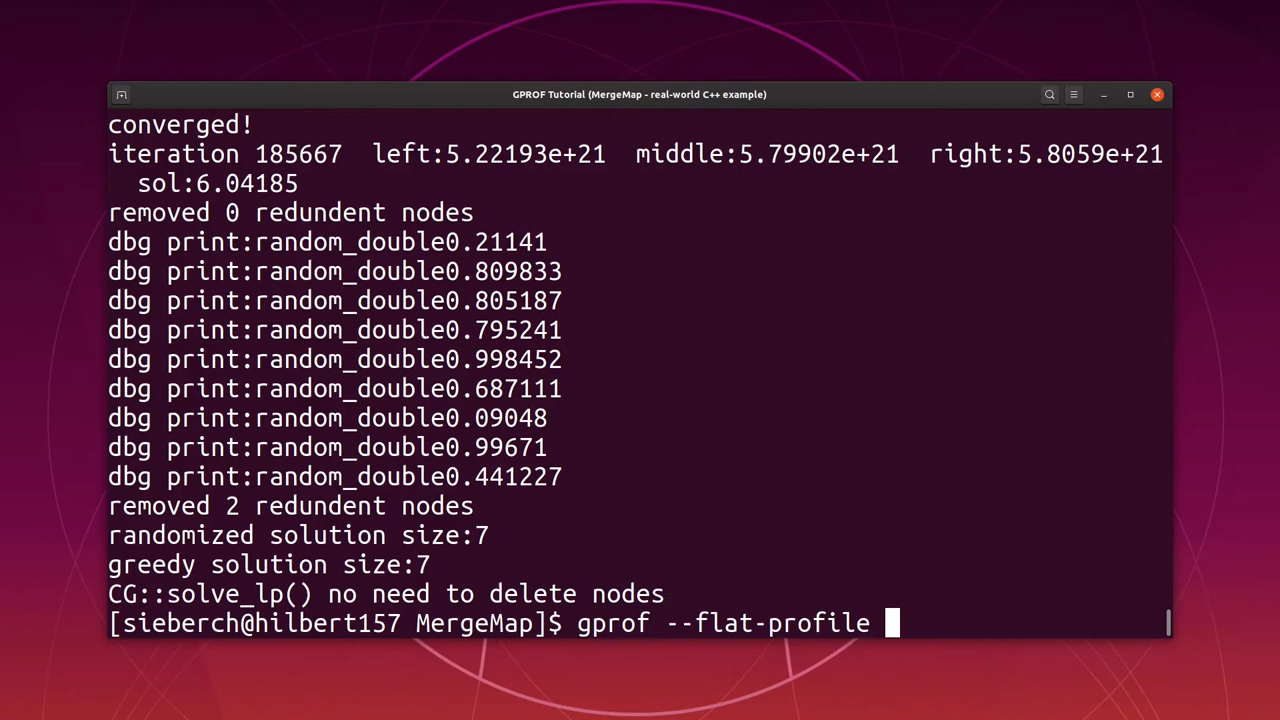 GPROF Tutorial (MergeMap - real-world C++ example)
converged!
iteration 185667  left:5.22193e+21  middle:5.79902e+21  right:5.8059e+21
  sol:6.04185
removed 0 redundent nodes
dbg print:random_double0.21141
dbg print:random_double0.809833
dbg print:random_double0.805187
dbg print:random_double0.795241
dbg print:random_double0.998452
dbg print:random_double0.687111
dbg print:random_double0.09048
dbg print:random_double0.99671
dbg print:random_double0.441227
removed 2 redundent nodes
randomized solution size:7
greedy solution size:7
CG::solve_lp() no need to delete nodes
[sieberch@hilbert157 MergeMap]$ gprof --flat-profile